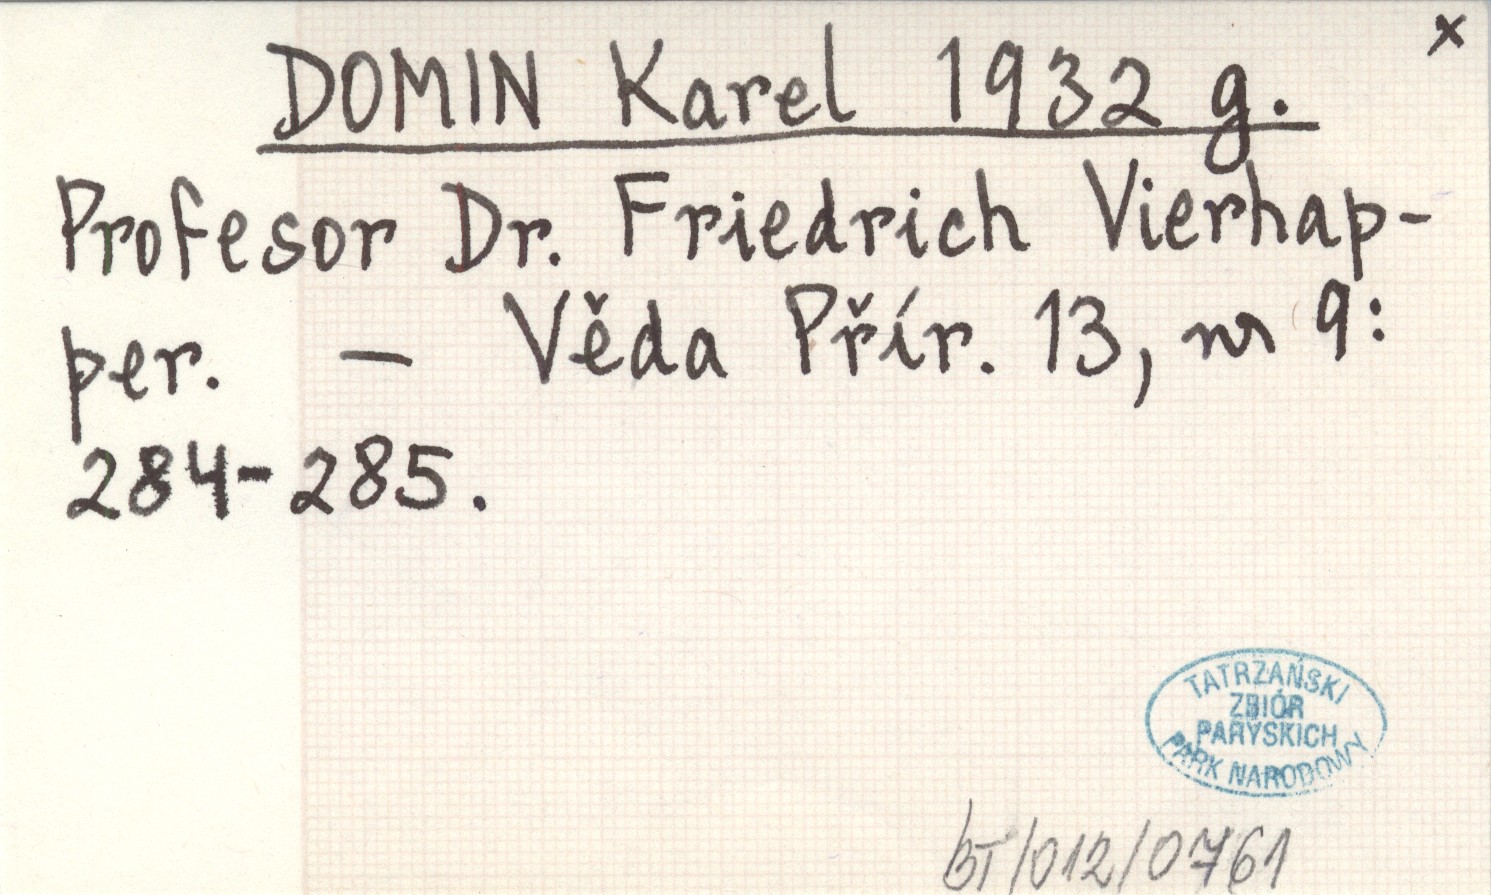 x
DOMIN Karel 1932 g.
Profesor Dr. Friedrich Vierhap-
per. – Věda Přír. 13, nr 9:
284-285.
TATRZAŃSKI
ZBIÓR
PARYSKICH
PARK NARODOWY
BT/012/0761